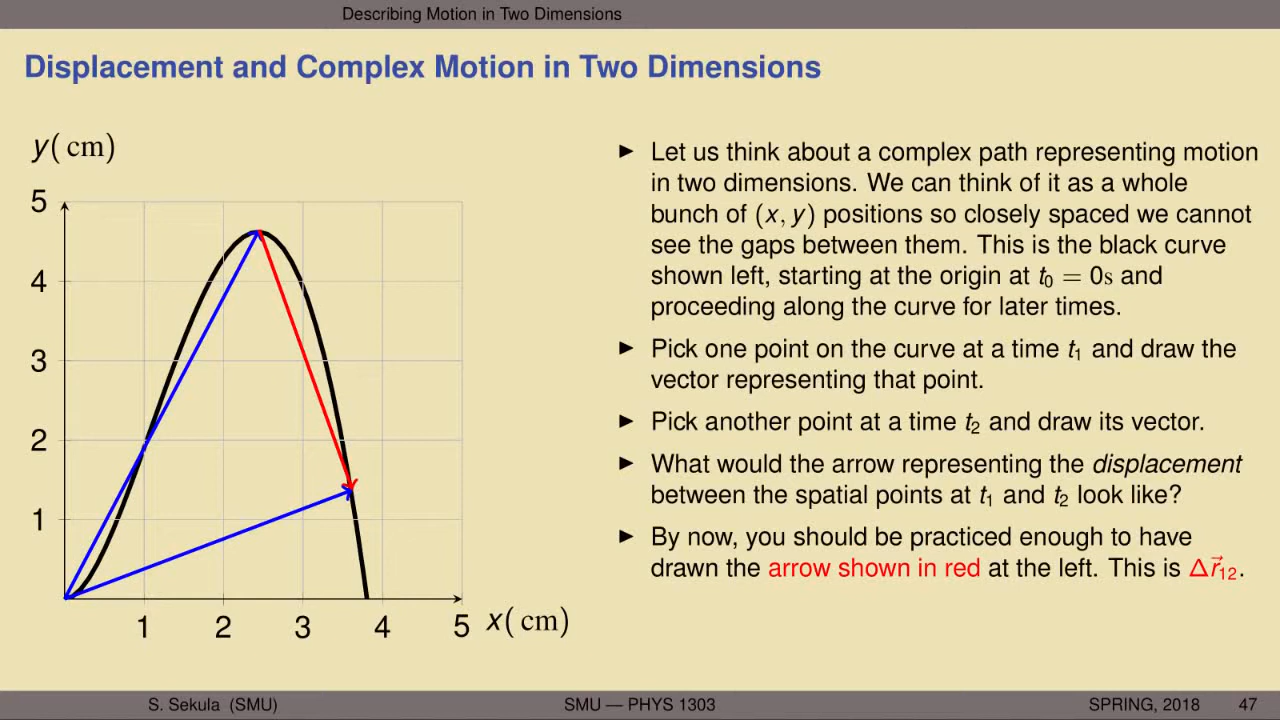 Describing Motion in Two Dimensions
Displacement and Complex Motion in Two Dimensions
y( cm)
5
4
3
2
1
1 2 3 4 5 x( cm)
▶ Let us think about a complex path representing motion
in two dimensions. We can think of it as a whole
bunch of (x, y) positions so closely spaced we cannot
see the gaps between them. This is the black curve
shown left, starting at the origin at t₀ = 0s and
proceeding along the curve for later times.
▶ Pick one point on the curve at a time t₁ and draw the
vector representing that point.
▶ Pick another point at a time t₂ and draw its vector.
▶ What would the arrow representing the displacement
between the spatial points at t₁ and t₂ look like?
▶ By now, you should be practiced enough to have
drawn the arrow shown in red at the left. This is Δr⃗₁₂.
S. Sekula (SMU) SMU — PHYS 1303 SPRING, 2018 47